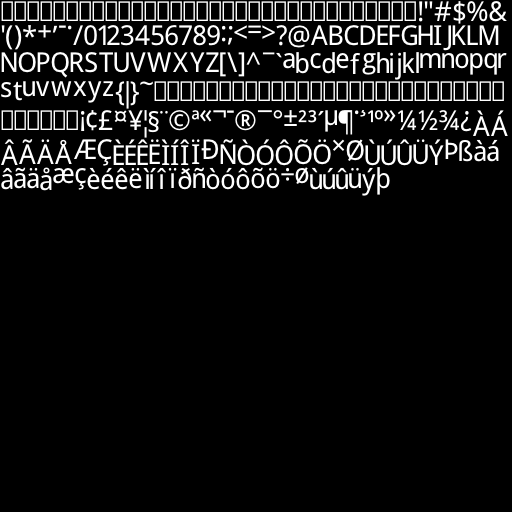 !"#$%&
'()*+,-./0123456789:;<=>?@ABCDEFGHIJKLM
NOPQRSTUVWXYZ[\]^_`abcdefghijklmnopqr
stuvwxyz{|}~
¡¢£¤¥¦§¨©ª«¬-®¯°±²³´µ¶·¸¹º»¼½¾¿ÀÁ
ÂÃÄÅÆÇÈÉÊËÌÍÎÏÐÑÒÓÔÕÖ×ØÙÚÛÜÝÞßàá
âãäåæçèéêëìíîïðñòóôõö÷øùúûüýþ